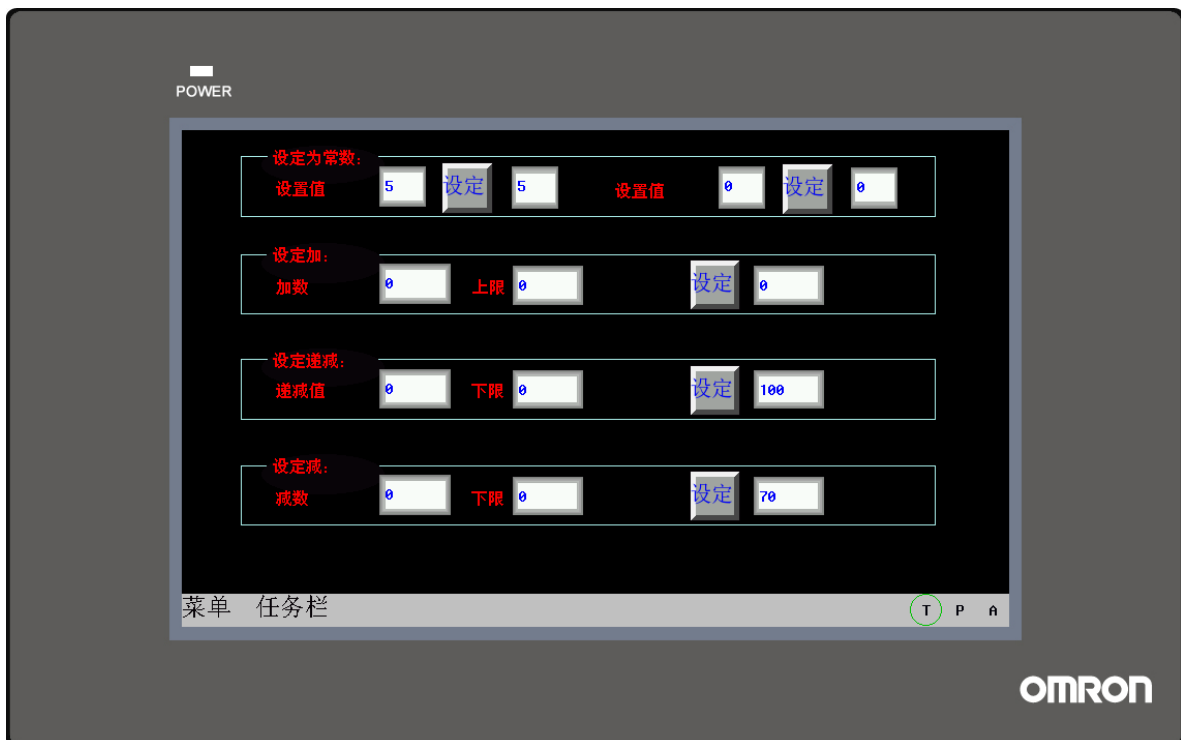 POWER
设定为常数:
设置值 5 设定 5 设置值 0 设定 0
设定加:
加数 0 上限 0 设定 0
设定递减:
递减值 0 下限 0 设定 100
设定减:
减数 0 下限 0 设定 70
菜单 任务栏 T P A
OMRON